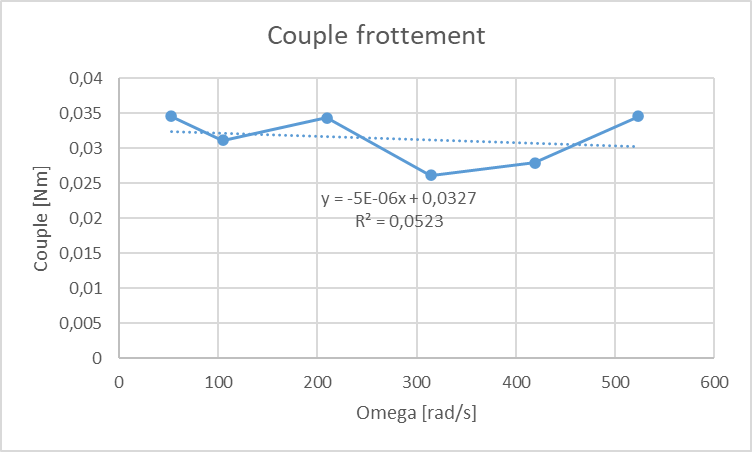 Couple frottement
0,04
0,035
0,03
0,025
0,02
0,015
0,01
0,005
0
Couple [Nm]
y = -5E-06x + 0,0327
R² = 0,0523
0 100 200 300 400 500 600
Omega [rad/s]